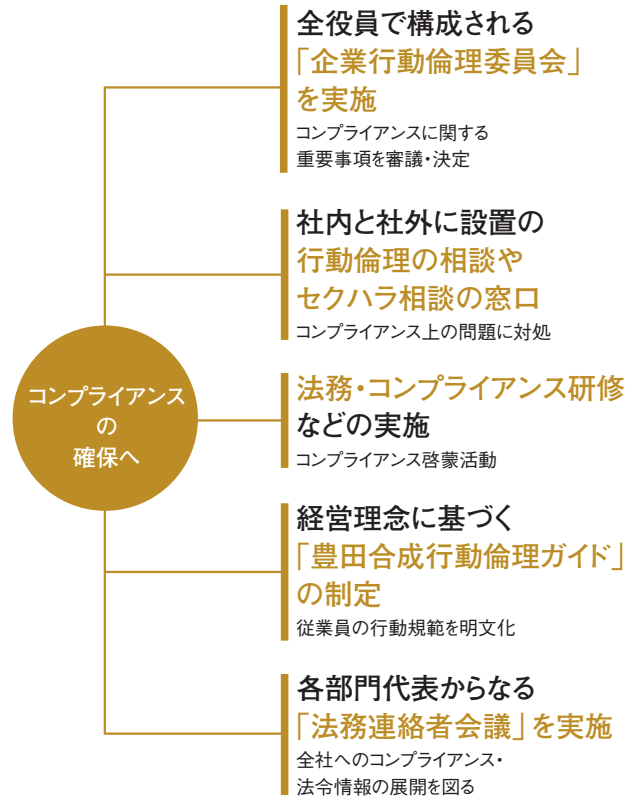 全役員で構成される
「企業行動倫理委員会」
を実施
コンプライアンスに関する
重要事項を審議・決定
社内と社外に設置の
行動倫理の相談や
セクハラ相談の窓口
コンプライアンス上の問題に対処
コンプライアンス
の
確保へ
法務・コンプライアンス研修
などの実施
コンプライアンス啓蒙活動
経営理念に基づく
「豊田合成行動倫理ガイド」
の制定
従業員の行動規範を明文化
各部門代表からなる
「法務連絡者会議」を実施
全社へのコンプライアンス・
法令情報の展開を図る